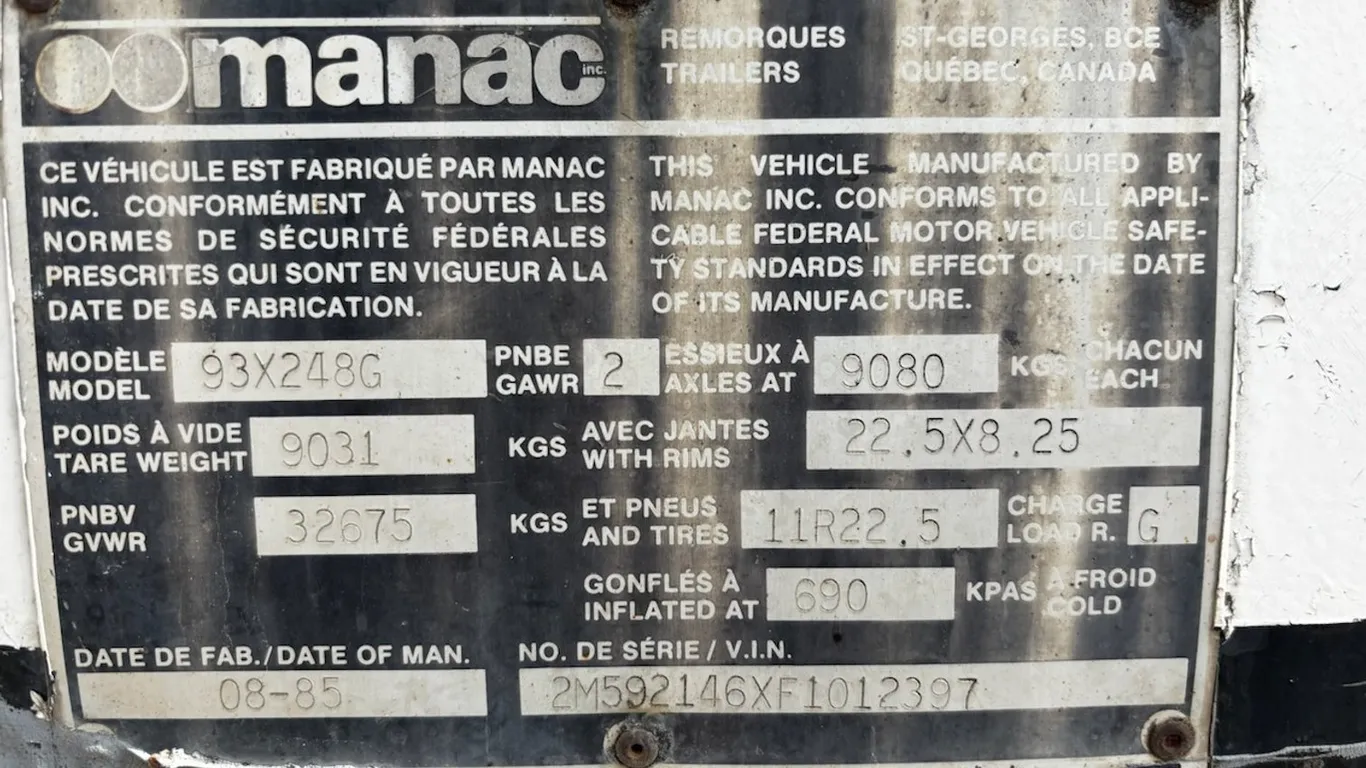 manac inc.
REMORQUES ST-GEORGES, BCE
TRAILERS QUÉBEC, CANADA
CE VÉHICULE EST FABRIQUÉ PAR MANAC
INC. CONFORMÉMENT À TOUTES LES
NORMES DE SÉCURITÉ FÉDÉRALES
PRESCRITES QUI SONT EN VIGUEUR À LA
DATE DE SA FABRICATION.
THIS VEHICLE MANUFACTURED BY
MANAC INC. CONFORMS TO ALL APPLI-
CABLE FEDERAL MOTOR VEHICLE SAFE-
TY STANDARDS IN EFFECT ON THE DATE
OF ITS MANUFACTURE.
MODÈLE
MODEL
93X248G
PNBE
GAWR
2
ESSIEUX À
AXLES AT
9080
KGS
CHACUN
EACH
POIDS À VIDE
TARE WEIGHT
9031
KGS
AVEC JANTES
WITH RIMS
22.5X8.25
PNBV
GVWR
32675
KGS
ET PNEUS
AND TIRES
11R22.5
CHARGE
LOAD R.
G
GONFLÉS À
INFLATED AT
690
KPAS
À FROID
COLD
DATE DE FAB./DATE OF MAN.
08-85
NO. DE SÉRIE / V.I.N.
2M592146XF1012397